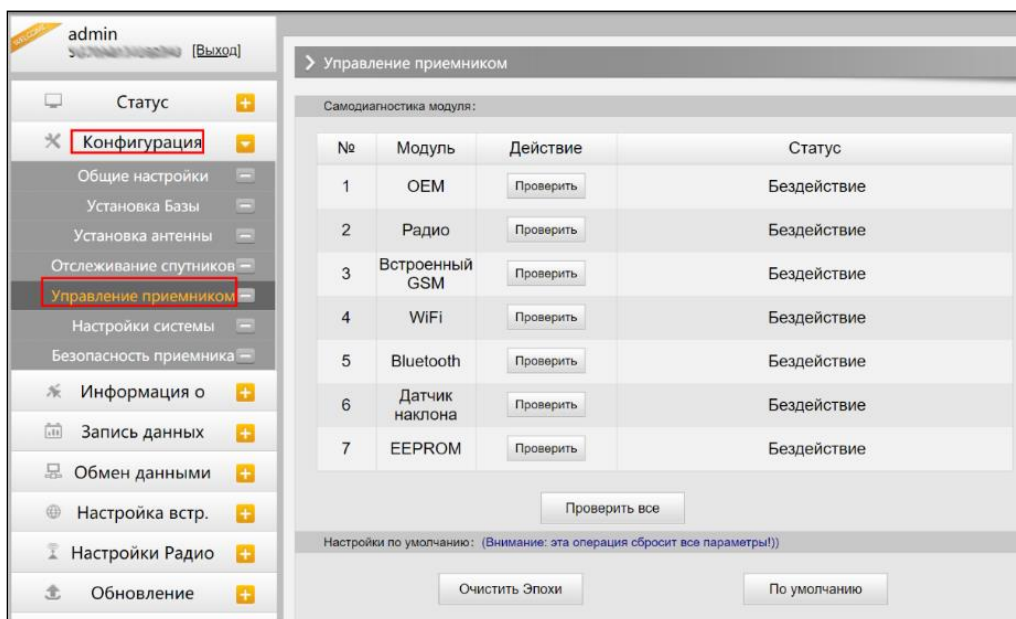 WELCOME
admin
[Выход]
Статус
Конфигурация
Общие настройки
Установка Базы
Установка антенны
Отслеживание спутников
Управление приемником
Настройки системы
Безопасность приемника
Информация о
Запись данных
Обмен данными
Настройка встр.
Настройки Радио
Обновление
Управление приемником
Самодиагностика модуля:
№ Модуль Действие Статус
1 OEM Проверить Бездействие
2 Радио Проверить Бездействие
3 Встроенный GSM Проверить Бездействие
4 WiFi Проверить Бездействие
5 Bluetooth Проверить Бездействие
6 Датчик наклона Проверить Бездействие
7 EEPROM Проверить Бездействие
Проверить все
Настройки по умолчанию: (Внимание: эта операция сбросит все параметры!))
Очистить Эпохи По умолчанию